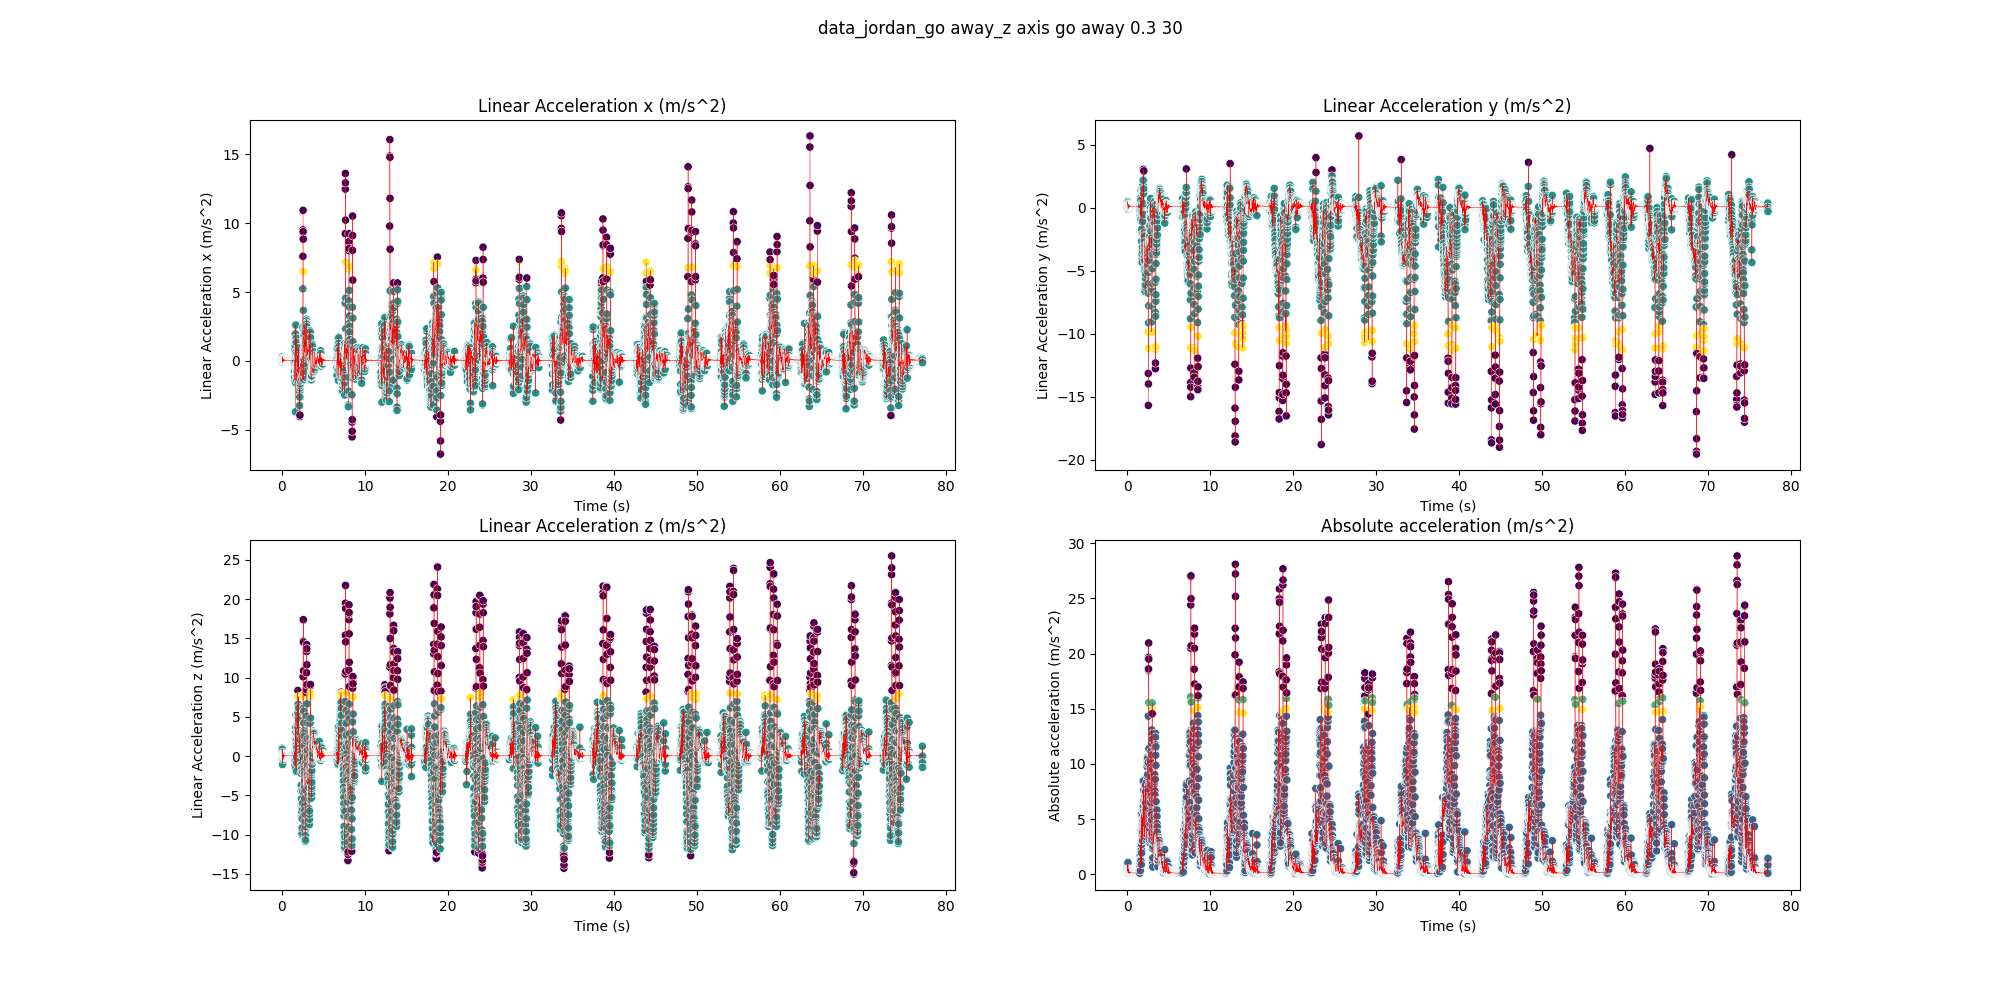 data_jordan_go away_z axis go away 0.3 30
Linear Acceleration x (m/s^2)
Linear Acceleration x (m/s^2)
15
10
5
0
−5
0 10 20 30 40 50 60 70 80
Time (s)
Linear Acceleration y (m/s^2)
Linear Acceleration y (m/s^2)
5
0
−5
−10
−15
−20
0 10 20 30 40 50 60 70 80
Time (s)
Linear Acceleration z (m/s^2)
Linear Acceleration z (m/s^2)
25
20
15
10
5
0
−5
−10
−15
0 10 20 30 40 50 60 70 80
Time (s)
Absolute acceleration (m/s^2)
Absolute acceleration (m/s^2)
30
25
20
15
10
5
0
0 10 20 30 40 50 60 70 80
Time (s)